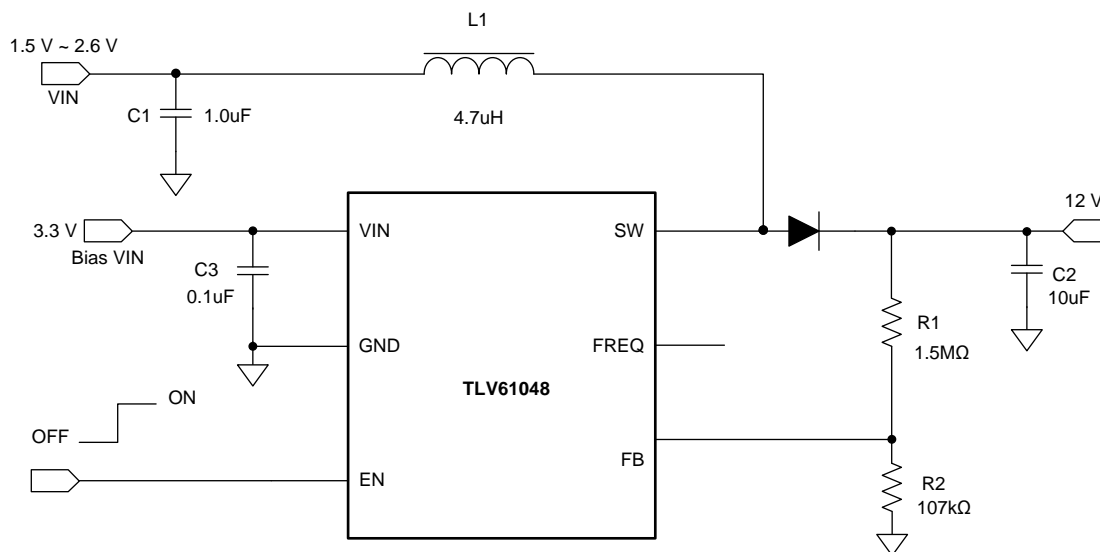 L1
1.5 V ~ 2.6 V
VIN
C1
1.0uF
4.7uH
3.3 V
Bias VIN
C3
0.1uF
VIN
SW
12 V
C2
10uF
GND
FREQ
R1
1.5MΩ
TLV61048
ON
OFF
EN
FB
R2
107kΩ